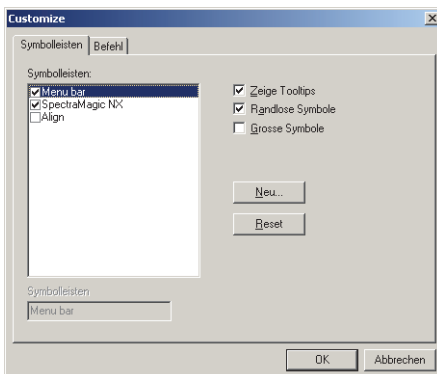 Customize
Symbolleisten Befehl
Symbolleisten:
Menu bar
SpectraMagic NX
Align
Zeige Tooltips
Randlose Symbole
Grosse Symbole
Neu...
Reset
Symbolleisten
Menu bar
OK Abbrechen